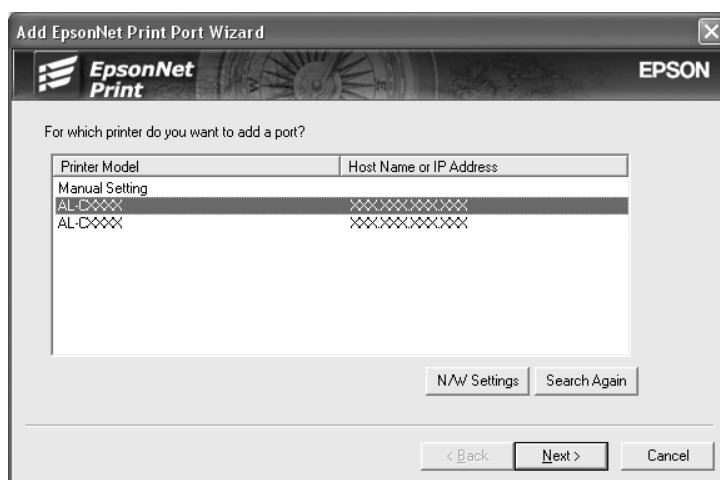 Add EpsonNet Print Port Wizard
EpsonNet
Print
EPSON
For which printer do you want to add a port?
Printer Model Host Name or IP Address
Manual Setting
AL-CXXXX XXX.XXX.XXX.XXX
AL-CXXXX XXX.XXX.XXX.XXX
N/W Settings Search Again
< Back Next > Cancel